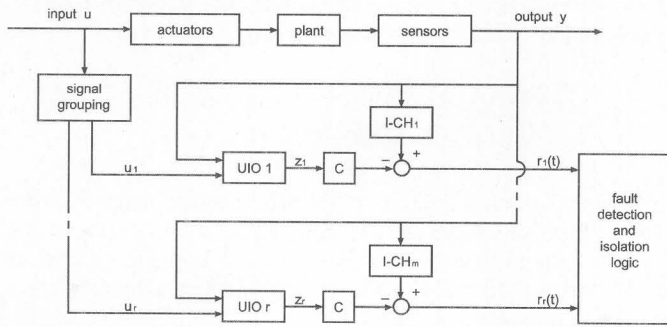 input u
output y
actuators
plant
sensors
signal
grouping
I-CH1
+
UIO 1
z1
C
−
r1(t)
u1
fault
detection
and
isolation
logic
I-CHm
+
UIO r
zr
C
−
rr(t)
ur